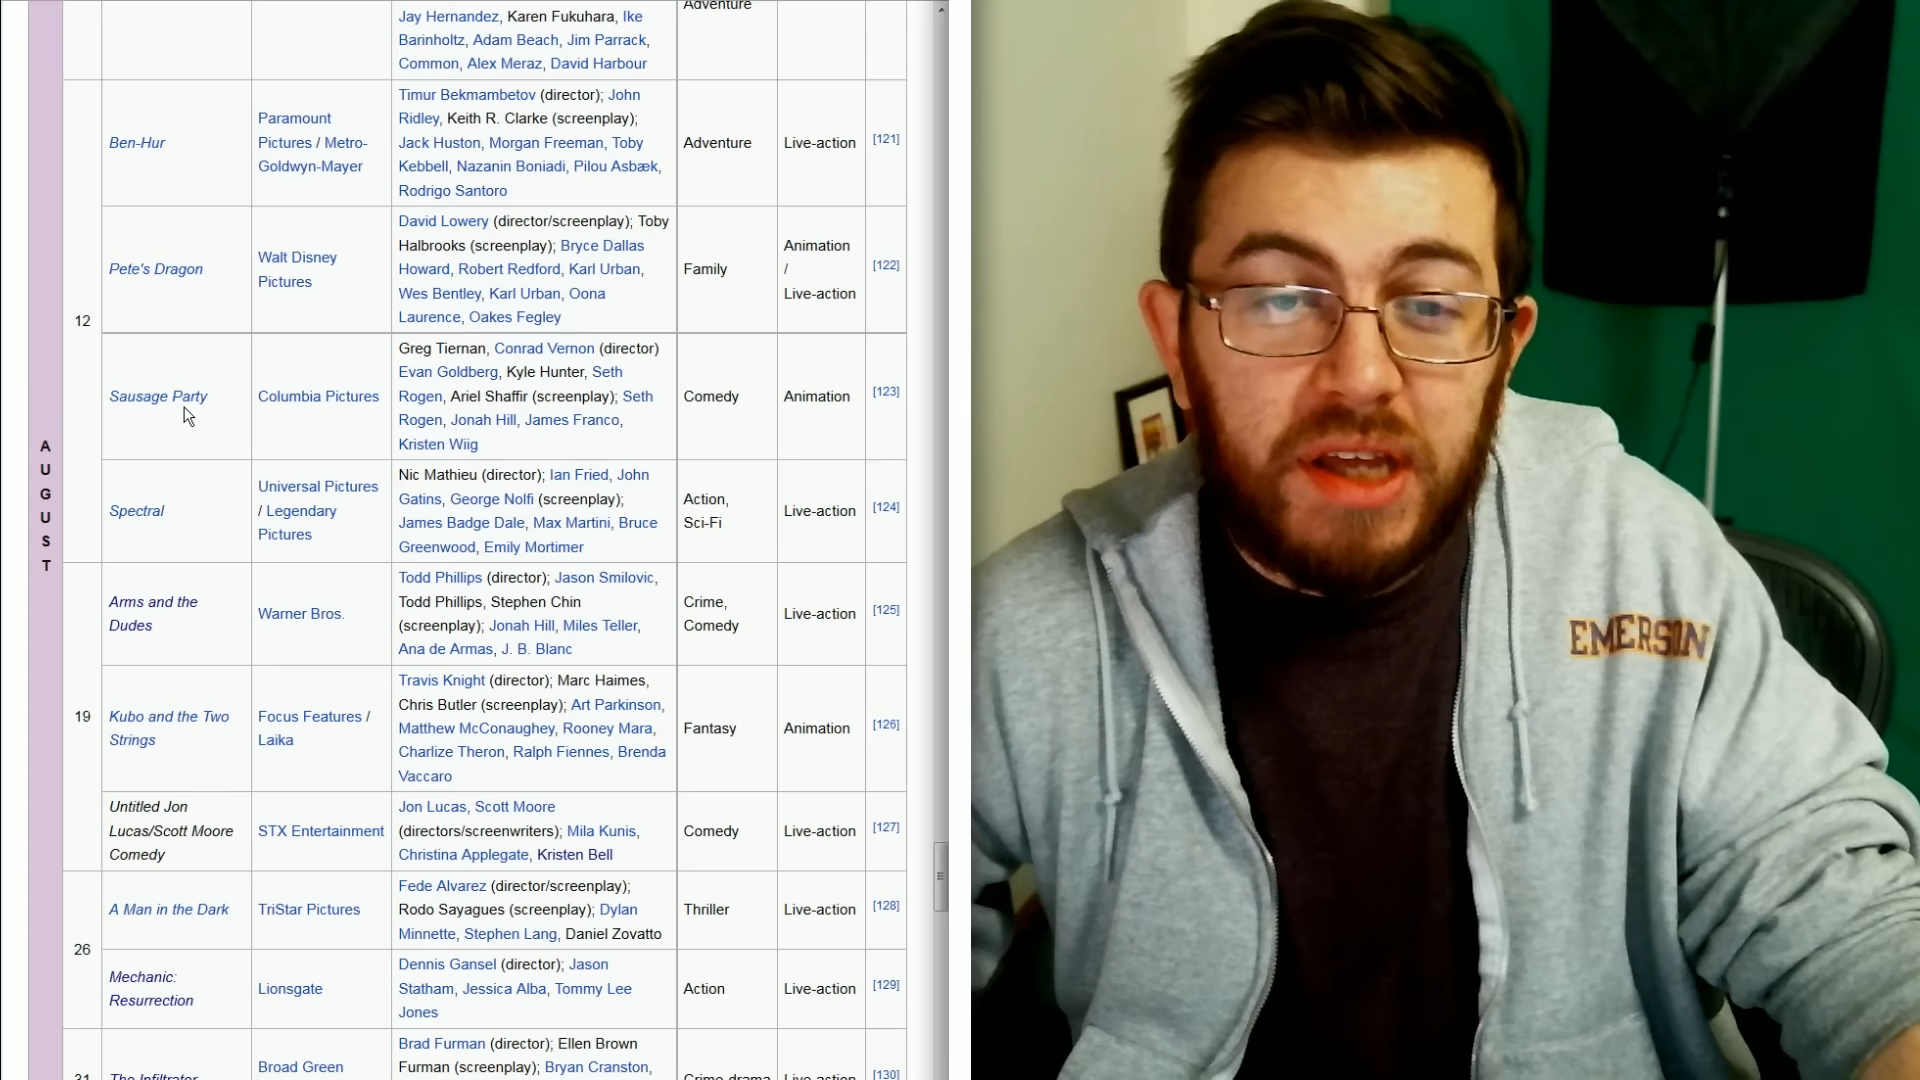 Adventure
Jay Hernandez, Karen Fukuhara, Ike
Barinholtz, Adam Beach, Jim Parrack,
Common, Alex Meraz, David Harbour
AUGUST
12
Ben-Hur
Paramount
Pictures / Metro-
Goldwyn-Mayer
Timur Bekmambetov (director); John
Ridley, Keith R. Clarke (screenplay);
Jack Huston, Morgan Freeman, Toby
Kebbell, Nazanin Boniadi, Pilou Asbæk,
Rodrigo Santoro
Adventure
Live-action
[121]
Pete's Dragon
Walt Disney
Pictures
David Lowery (director/screenplay); Toby
Halbrooks (screenplay); Bryce Dallas
Howard, Robert Redford, Karl Urban,
Wes Bentley, Karl Urban, Oona
Laurence, Oakes Fegley
Family
Animation
/
Live-action
[122]
Sausage Party
Columbia Pictures
Greg Tiernan, Conrad Vernon (director)
Evan Goldberg, Kyle Hunter, Seth
Rogen, Ariel Shaffir (screenplay); Seth
Rogen, Jonah Hill, James Franco,
Kristen Wiig
Comedy
Animation
[123]
Spectral
Universal Pictures
/ Legendary
Pictures
Nic Mathieu (director); Ian Fried, John
Gatins, George Nolfi (screenplay);
James Badge Dale, Max Martini, Bruce
Greenwood, Emily Mortimer
Action,
Sci-Fi
Live-action
[124]
19
Arms and the
Dudes
Warner Bros.
Todd Phillips (director); Jason Smilovic,
Todd Phillips, Stephen Chin
(screenplay); Jonah Hill, Miles Teller,
Ana de Armas, J. B. Blanc
Crime,
Comedy
Live-action
[125]
Kubo and the Two
Strings
Focus Features /
Laika
Travis Knight (director); Marc Haimes,
Chris Butler (screenplay); Art Parkinson,
Matthew McConaughey, Rooney Mara,
Charlize Theron, Ralph Fiennes, Brenda
Vaccaro
Fantasy
Animation
[126]
Untitled Jon
Lucas/Scott Moore
Comedy
STX Entertainment
Jon Lucas, Scott Moore
(directors/screenwriters); Mila Kunis,
Christina Applegate, Kristen Bell
Comedy
Live-action
[127]
26
A Man in the Dark
TriStar Pictures
Fede Alvarez (director/screenplay);
Rodo Sayagues (screenplay); Dylan
Minnette, Stephen Lang, Daniel Zovatto
Thriller
Live-action
[128]
Mechanic:
Resurrection
Lionsgate
Dennis Gansel (director); Jason
Statham, Jessica Alba, Tommy Lee
Jones
Action
Live-action
[129]
31
The Infiltrator
Broad Green
Brad Furman (director); Ellen Brown
Furman (screenplay); Bryan Cranston,
Crime drama
Live-action
[130]
EMERSON